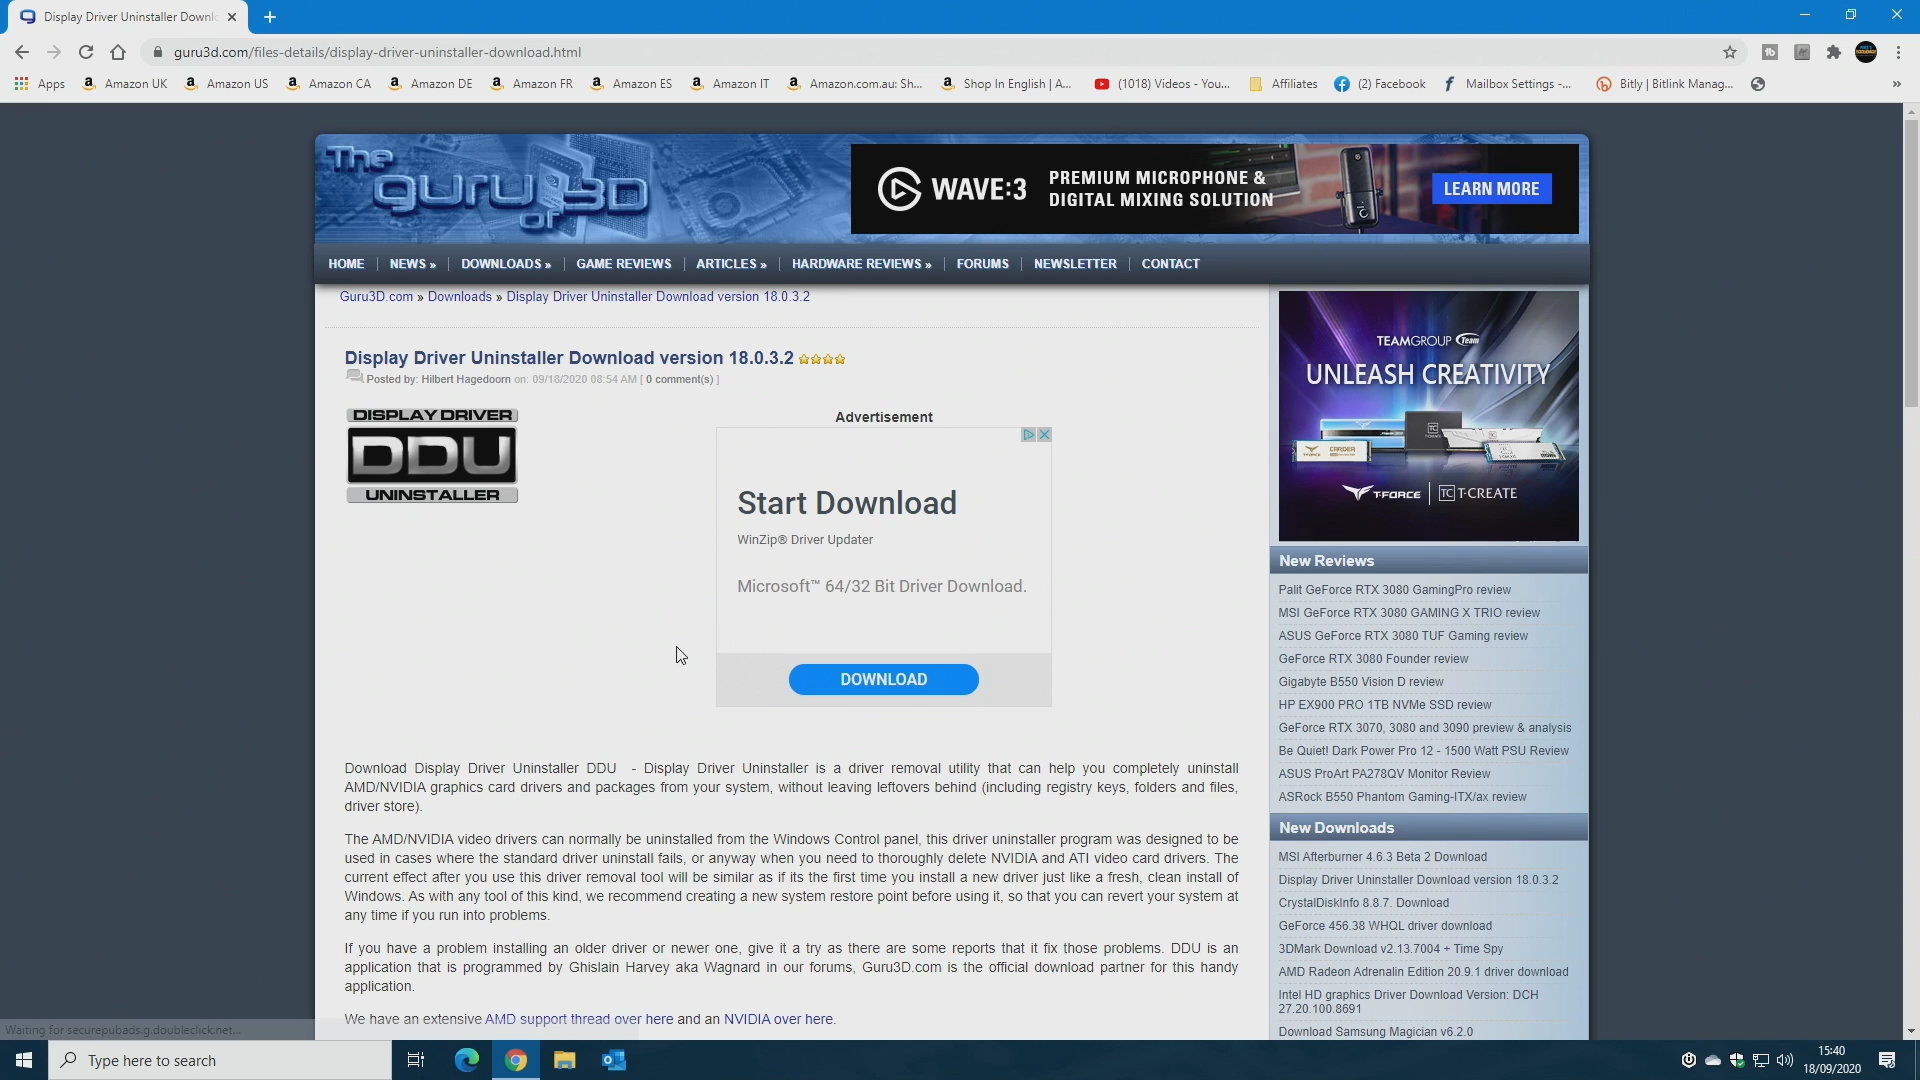 Display Driver Uninstaller Downl
guru3d.com/files-details/display-driver-uninstaller-download.html
Apps
Amazon UK
Amazon US
Amazon CA
Amazon DE
Amazon FR
Amazon ES
Amazon IT
Amazon.com.au: Sh...
Shop In English | A...
(1018) Videos - You...
Affiliates
(2) Facebook
Mailbox Settings -...
Bitly | Bitlink Manag...
»
The
guru 3D
of
WAVE:3
PREMIUM MICROPHONE &
DIGITAL MIXING SOLUTION
LEARN MORE
HOME
NEWS »
DOWNLOADS »
GAME REVIEWS
ARTICLES »
HARDWARE REVIEWS »
FORUMS
NEWSLETTER
CONTACT
Guru3D.com » Downloads » Display Driver Uninstaller Download version 18.0.3.2
Display Driver Uninstaller Download version 18.0.3.2
Posted by: Hilbert Hagedoorn on: 09/18/2020 08:54 AM [ 0 comment(s) ]
DISPLAY DRIVER
DDU
UNINSTALLER
Advertisement
Start Download
WinZip® Driver Updater
Microsoft™ 64/32 Bit Driver Download.
DOWNLOAD
Download Display Driver Uninstaller DDU - Display Driver Uninstaller is a driver removal utility that can help you completely uninstall
AMD/NVIDIA graphics card drivers and packages from your system, without leaving leftovers behind (including registry keys, folders and files,
driver store).
The AMD/NVIDIA video drivers can normally be uninstalled from the Windows Control panel, this driver uninstaller program was designed to be
used in cases where the standard driver uninstall fails, or anyway when you need to thoroughly delete NVIDIA and ATI video card drivers. The
current effect after you use this driver removal tool will be similar as if its the first time you install a new driver just like a fresh, clean install of
Windows. As with any tool of this kind, we recommend creating a new system restore point before using it, so that you can revert your system at
any time if you run into problems.
If you have a problem installing an older driver or newer one, give it a try as there are some reports that it fix those problems. DDU is an
application that is programmed by Ghislain Harvey aka Wagnard in our forums, Guru3D.com is the official download partner for this handy
application.
We have an extensive AMD support thread over here and an NVIDIA over here.
TEAMGROUP Team
UNLEASH CREATIVITY
TC
T-CREATE
CARDEA
T-FORCE
TC T-CREATE
New Reviews
Palit GeForce RTX 3080 GamingPro review
MSI GeForce RTX 3080 GAMING X TRIO review
ASUS GeForce RTX 3080 TUF Gaming review
GeForce RTX 3080 Founder review
Gigabyte B550 Vision D review
HP EX900 PRO 1TB NVMe SSD review
GeForce RTX 3070, 3080 and 3090 preview & analysis
Be Quiet! Dark Power Pro 12 - 1500 Watt PSU Review
ASUS ProArt PA278QV Monitor Review
ASRock B550 Phantom Gaming-ITX/ax review
New Downloads
MSI Afterburner 4.6.3 Beta 2 Download
Display Driver Uninstaller Download version 18.0.3.2
CrystalDiskInfo 8.8.7. Download
GeForce 456.38 WHQL driver download
3DMark Download v2.13.7004 + Time Spy
AMD Radeon Adrenalin Edition 20.9.1 driver download
Intel HD graphics Driver Download Version: DCH
27.20.100.8691
Download Samsung Magician v6.2.0
Waiting for securepubads.g.doubleclick.net...
Type here to search
15:40
18/09/2020